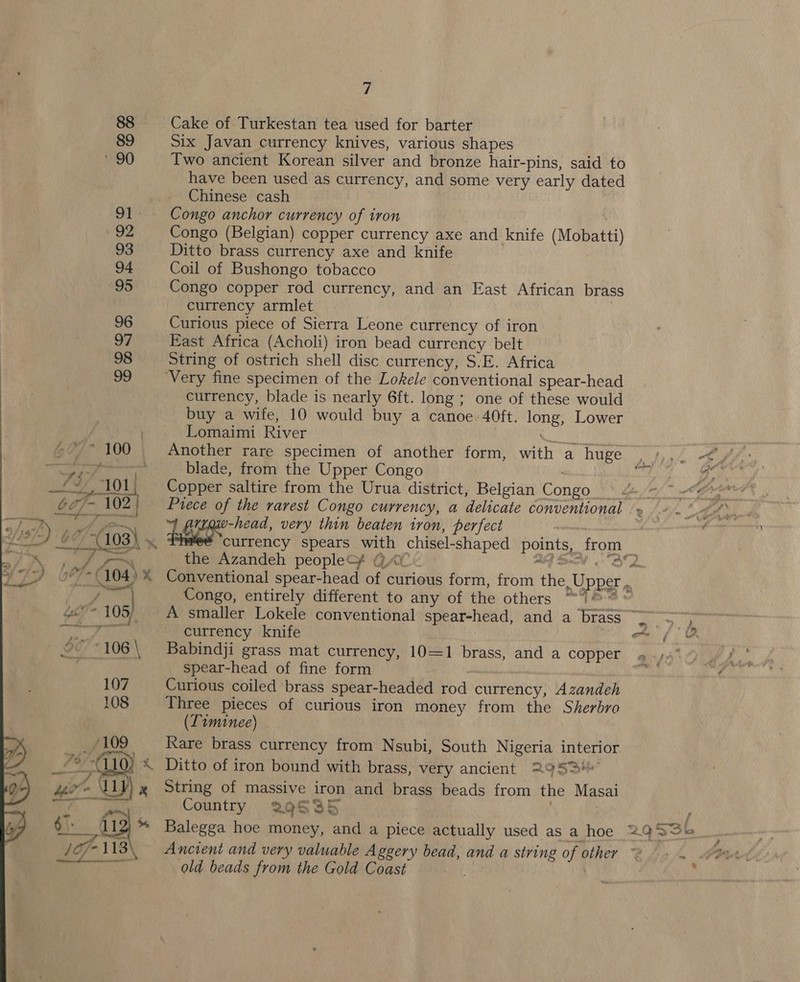 7
88 Cake of Turkestan tea used for barter
89 Six Javan currency knives, various shapes
90 Two ancient Korean silver and bronze hair-pins, said to
have been used as currency, and some very early dated
Chinese cash
91 Congo anchor currency of iron
92 Congo (Belgian) copper currency axe and knife (Mobatti)
93 Ditto brass currency axe and knife
94 Coil of Bushongo tobacco
95 Congo copper rod currency, and an East African brass
currency armlet
96 Curious piece of Sierra Leone currency of iron
97 East Africa (Acholi) iron bead currency belt
98 String of ostrich shell disc currency, S.E. Africa
99 Very fine specimen of the Lokele conventional spear-head
currency, blade is nearly 6ft. long; one of these would
buy a wife, 10 would buy a canoe 40ft. long, Lower
Lomaimi River
100 Another rare specimen of another form, with a huge
blade, from the Upper Congo
101 Copper saltire from the Urua district, Belgian Congo
102 Piece of the rarest Congo currency, a delicate conventional
-head, very thin beaten iron, perfect
103 currency spears with chisel-shaped points, from
the Azandeh people
104 Conventional spear-head of curious form, from the Upper
Congo, entirely different to any of the others
105 A smaller Lokele conventional spear-head, and a brass
currency knife
106 Babindji grass mat currency, 10=1 brass, and a copper
spear-head of fine form
107 Curious coiled brass spear-headed rod currency, Azandeh
108 Three pieces of curious iron money from the Sherbro
(Timinee)
109 Rare brass currency from Nsubi, South Nigeria interior
110 Ditto of iron bound with brass, very ancient
111 String of massive iron and brass beads from the Masai
Country 29535
112 Balegga hoe money, and a piece actually used as a hoe 29536
113 Ancient and very valuable Aggery bead, and a string of other
old beads from the Gold Coast